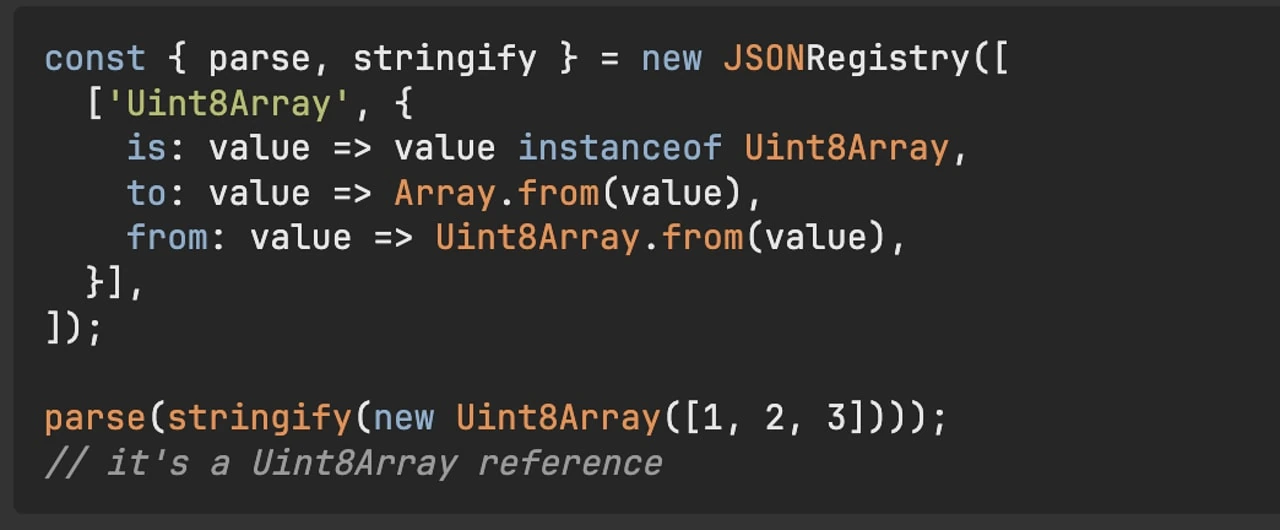 const { parse, stringify } = new JSONRegistry([
  ['Uint8Array', {
    is: value => value instanceof Uint8Array,
    to: value => Array.from(value),
    from: value => Uint8Array.from(value),
  }],
]);

parse(stringify(new Uint8Array([1, 2, 3])));
// it's a Uint8Array reference